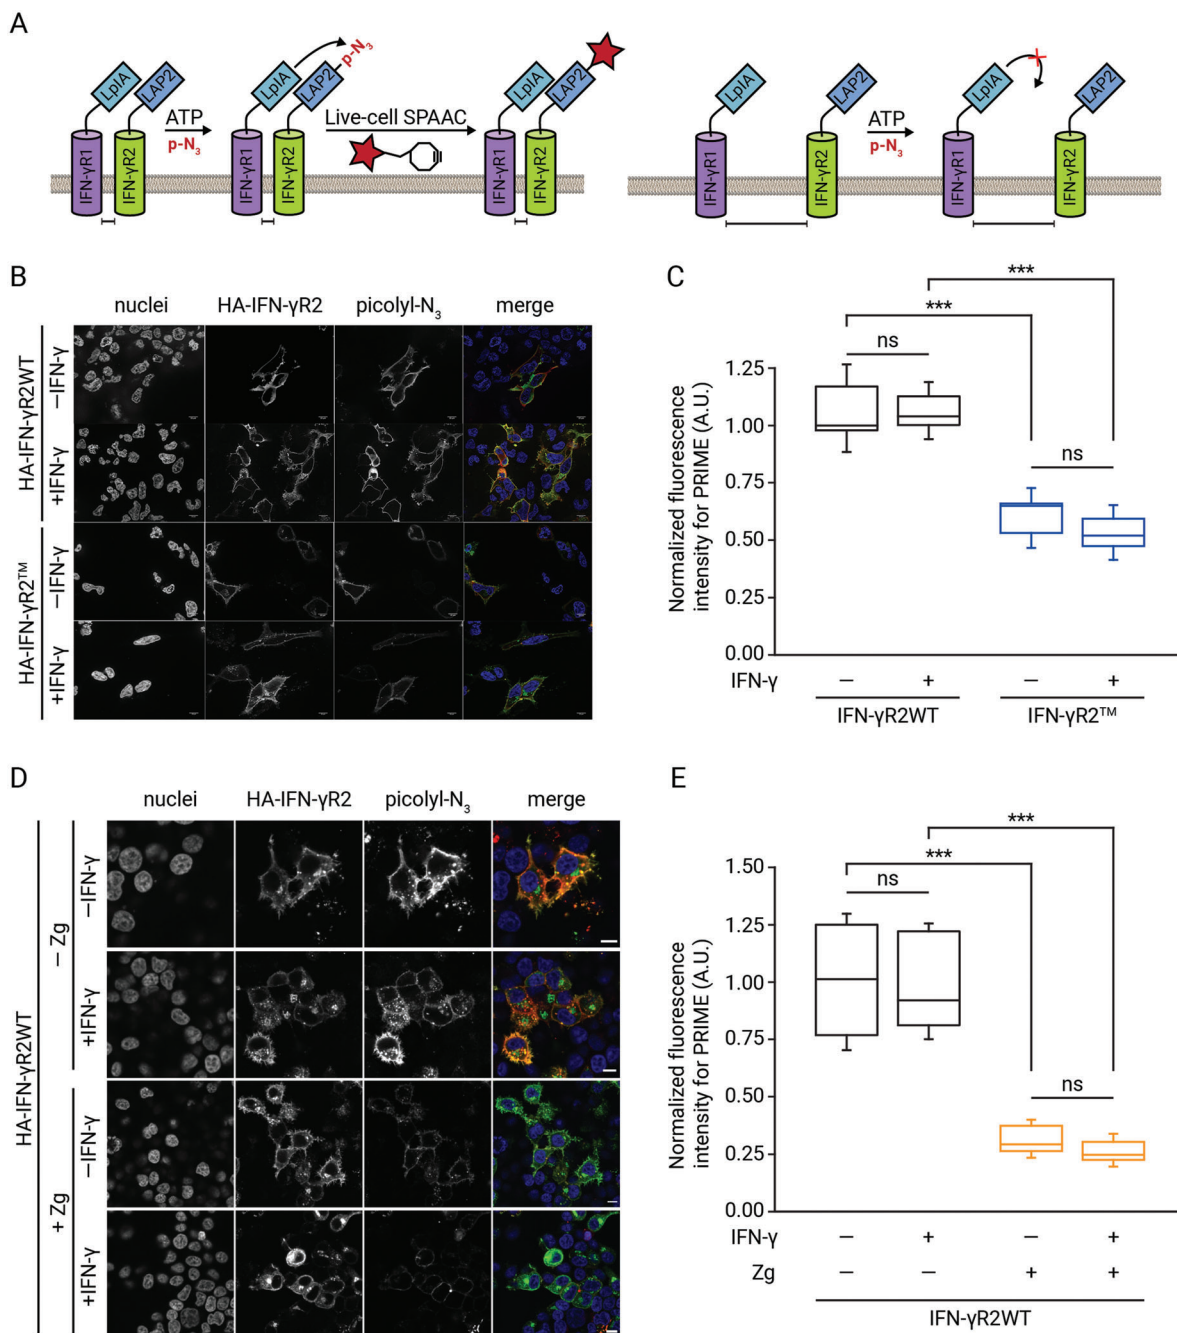 A
LplA
LAP2
IFN-γR1
IFN-γR2
ATP
p-N₃
LplA
LAP2
p-N₃
IFN-γR1
IFN-γR2
Live-cell SPAAC
LplA
LAP2
IFN-γR1
IFN-γR2
LplA
LAP2
IFN-γR1
IFN-γR2
ATP
p-N₃
LplA
LAP2
IFN-γR1
IFN-γR2
B
nuclei HA-IFN-γR2 picolyl-N₃ merge
HA-IFN-γR2WT
–IFN-γ
+IFN-γ
HA-IFN-γR2™
–IFN-γ
+IFN-γ
C
Normalized fluorescence
intensity for PRIME (A.U.)
1.25
1.00
0.75
0.50
0.25
0.00
***
***
ns
ns
IFN-γ – + – +
IFN-γR2WT IFN-γR2™
D
nuclei HA-IFN-γR2 picolyl-N₃ merge
HA-IFN-γR2WT
– Zg
–IFN-γ
+IFN-γ
+ Zg
–IFN-γ
+IFN-γ
E
Normalized fluorescence
intensity for PRIME (A.U.)
1.50
1.25
1.00
0.75
0.50
0.25
0.00
***
***
ns
ns
IFN-γ – + – +
Zg – – + +
IFN-γR2WT